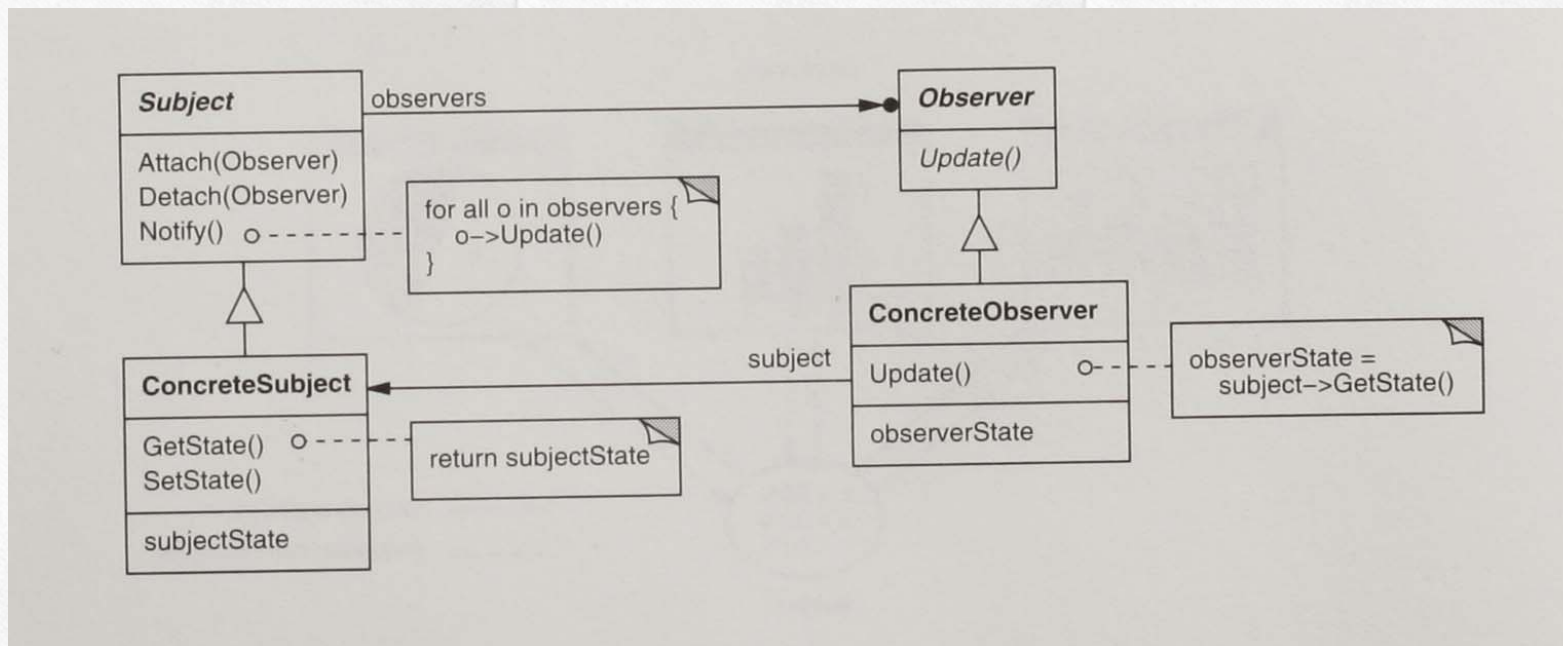 Subject
observers
Attach(Observer)
Detach(Observer)
Notify()
for all o in observers {
o->Update()
}
Observer
Update()
ConcreteSubject
GetState()
SetState()
subjectState
return subjectState
subject
ConcreteObserver
Update()
observerState
observerState =
subject->GetState()